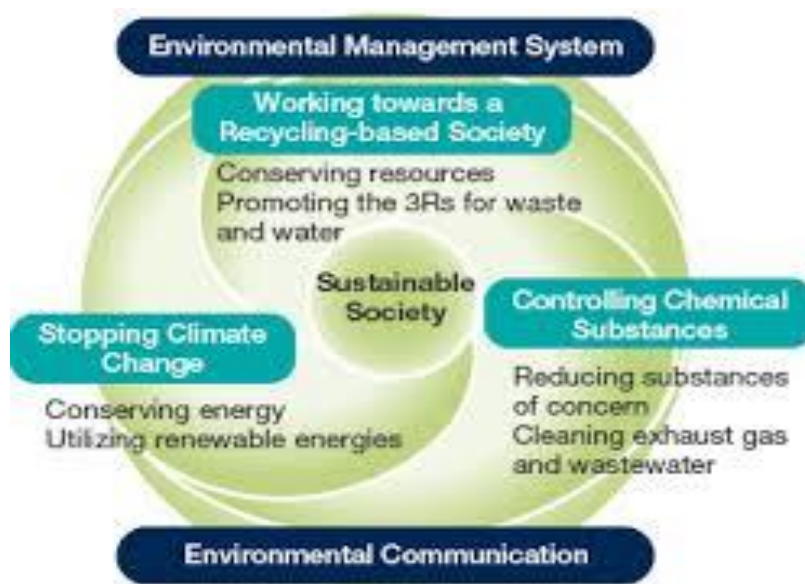 Environmental Management System
Working towards a
Recycling-based Society
Conserving resources
Promoting the 3Rs for waste
and water
Sustainable
Society
Controlling Chemical
Substances
Reducing substances
of concern
Cleaning exhaust gas
and wastewater
Stopping Climate
Change
Conserving energy
Utilizing renewable energies
Environmental Communication